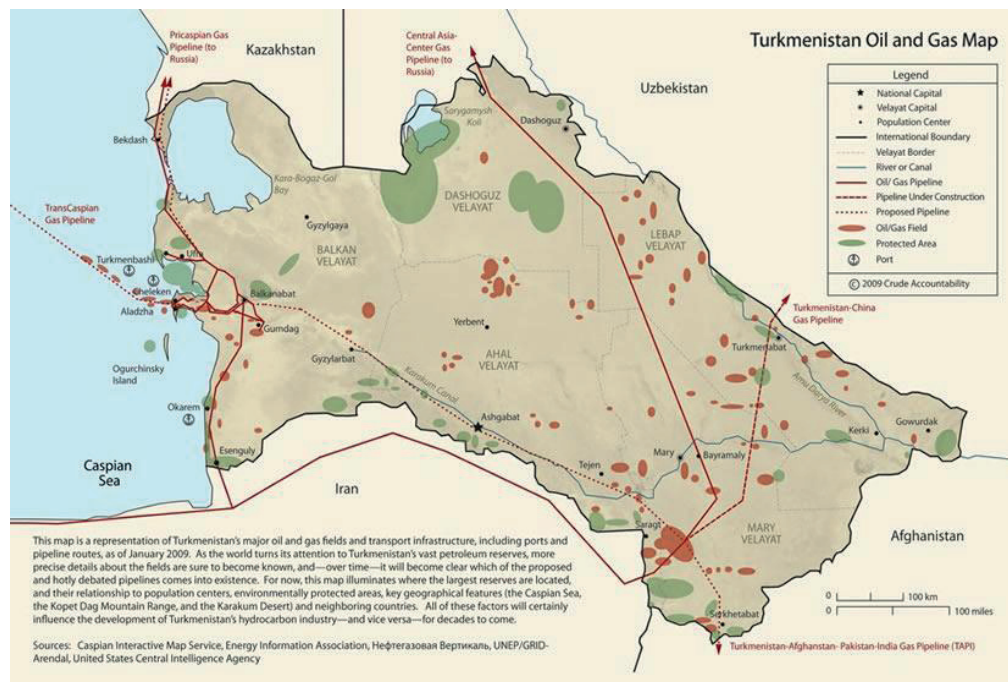 Turkmenistan Oil and Gas Map
Pricaspian Gas
Pipeline (to
Russia)
Kazakhstan
Central Asia-
Center Gas
Pipeline (to
Russia)
Uzbekistan
Legend
National Capital
Velayat Capital
Population Center
International Boundary
Velayat Border
River or Canal
Oil/ Gas Pipeline
Pipeline Under Construction
Proposed Pipeline
Oil/Gas Field
Protected Area
Port
© 2009 Crude Accountability
Sarygamysh
Koli
Dashoguz
Bekdash
Kara-Bogaz-Gol
Bay
DASHOGUZ
VELAYAT
TransCaspian
Gas Pipeline
Gyzylgaya
LEBAP
VELAYAT
BALKAN
VELAYAT
Turkmenbashi
Ufra
Cheleken
Aladzha
Balkanabat
Turkmenistan-China
Gas Pipeline
Gumdag
Yerbent
Turkmenabat
Gyzylarbat
AHAL
VELAYAT
Ogurchinsky
Island
Karakum Canal
Amu Darya River
Okarem
Ashgabat
Kerki
Gowurdak
Esenguly
Mary
Bayramaly
Caspian
Sea
Tejen
Iran
Saragt
MARY
VELAYAT
Afghanistan
This map is a representation of Turkmenistan's major oil and gas fields and transport infrastructure, including ports and
pipeline routes, as of January 2009. As the world turns its attention to Turkmenistan's vast petroleum reserves, more
precise details about the fields are sure to become known, and—over time—it will become clear which of the proposed
and hotly debated pipelines comes into existence. For now, this map illuminates where the largest reserves are located,
and their relationship to population centers, environmentally protected areas, key geographical features (the Caspian Sea,
the Kopet Dag Mountain Range, and the Karakum Desert) and neighboring countries. All of these factors will certainly
influence the development of Turkmenistan's hydrocarbon industry—and vice versa—for decades to come.
0 100 km
0 100 miles
Serkhetabat
Sources: Caspian Interactive Map Service, Energy Information Association, Нефтегазовая Вертикаль, UNEP/GRID-
Arendal, United States Central Intelligence Agency
Turkmenistan-Afghanstan- Pakistan-India Gas Pipeline (TAPI)